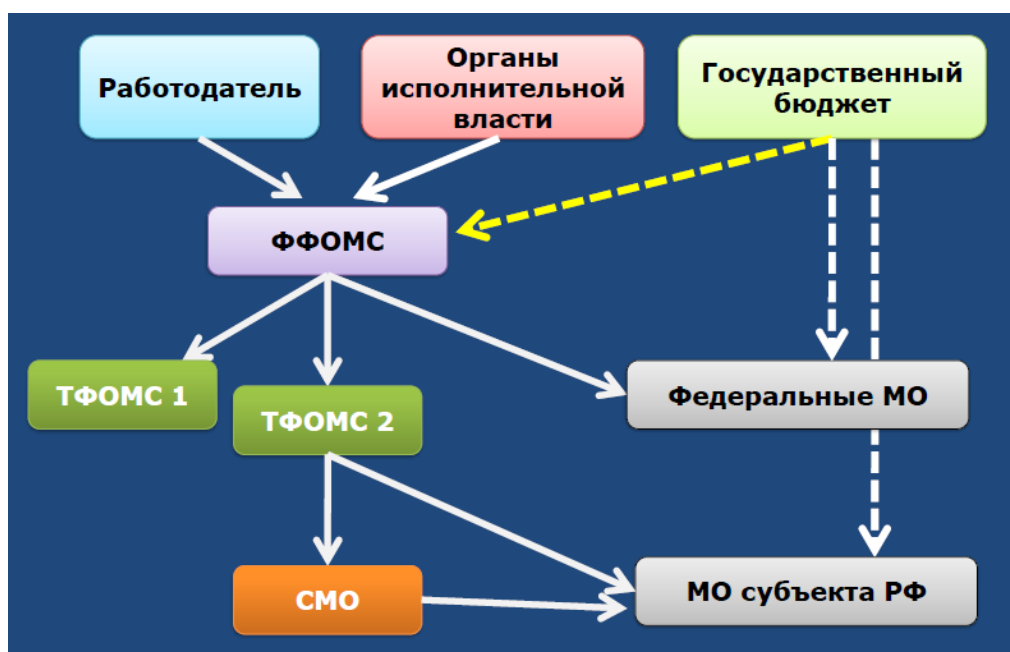 Работодатель
Органы
исполнительной
власти
Государственный
бюджет
ФФОМС
ТФОМС 1
ТФОМС 2
Федеральные МО
СМО
МО субъекта РФ